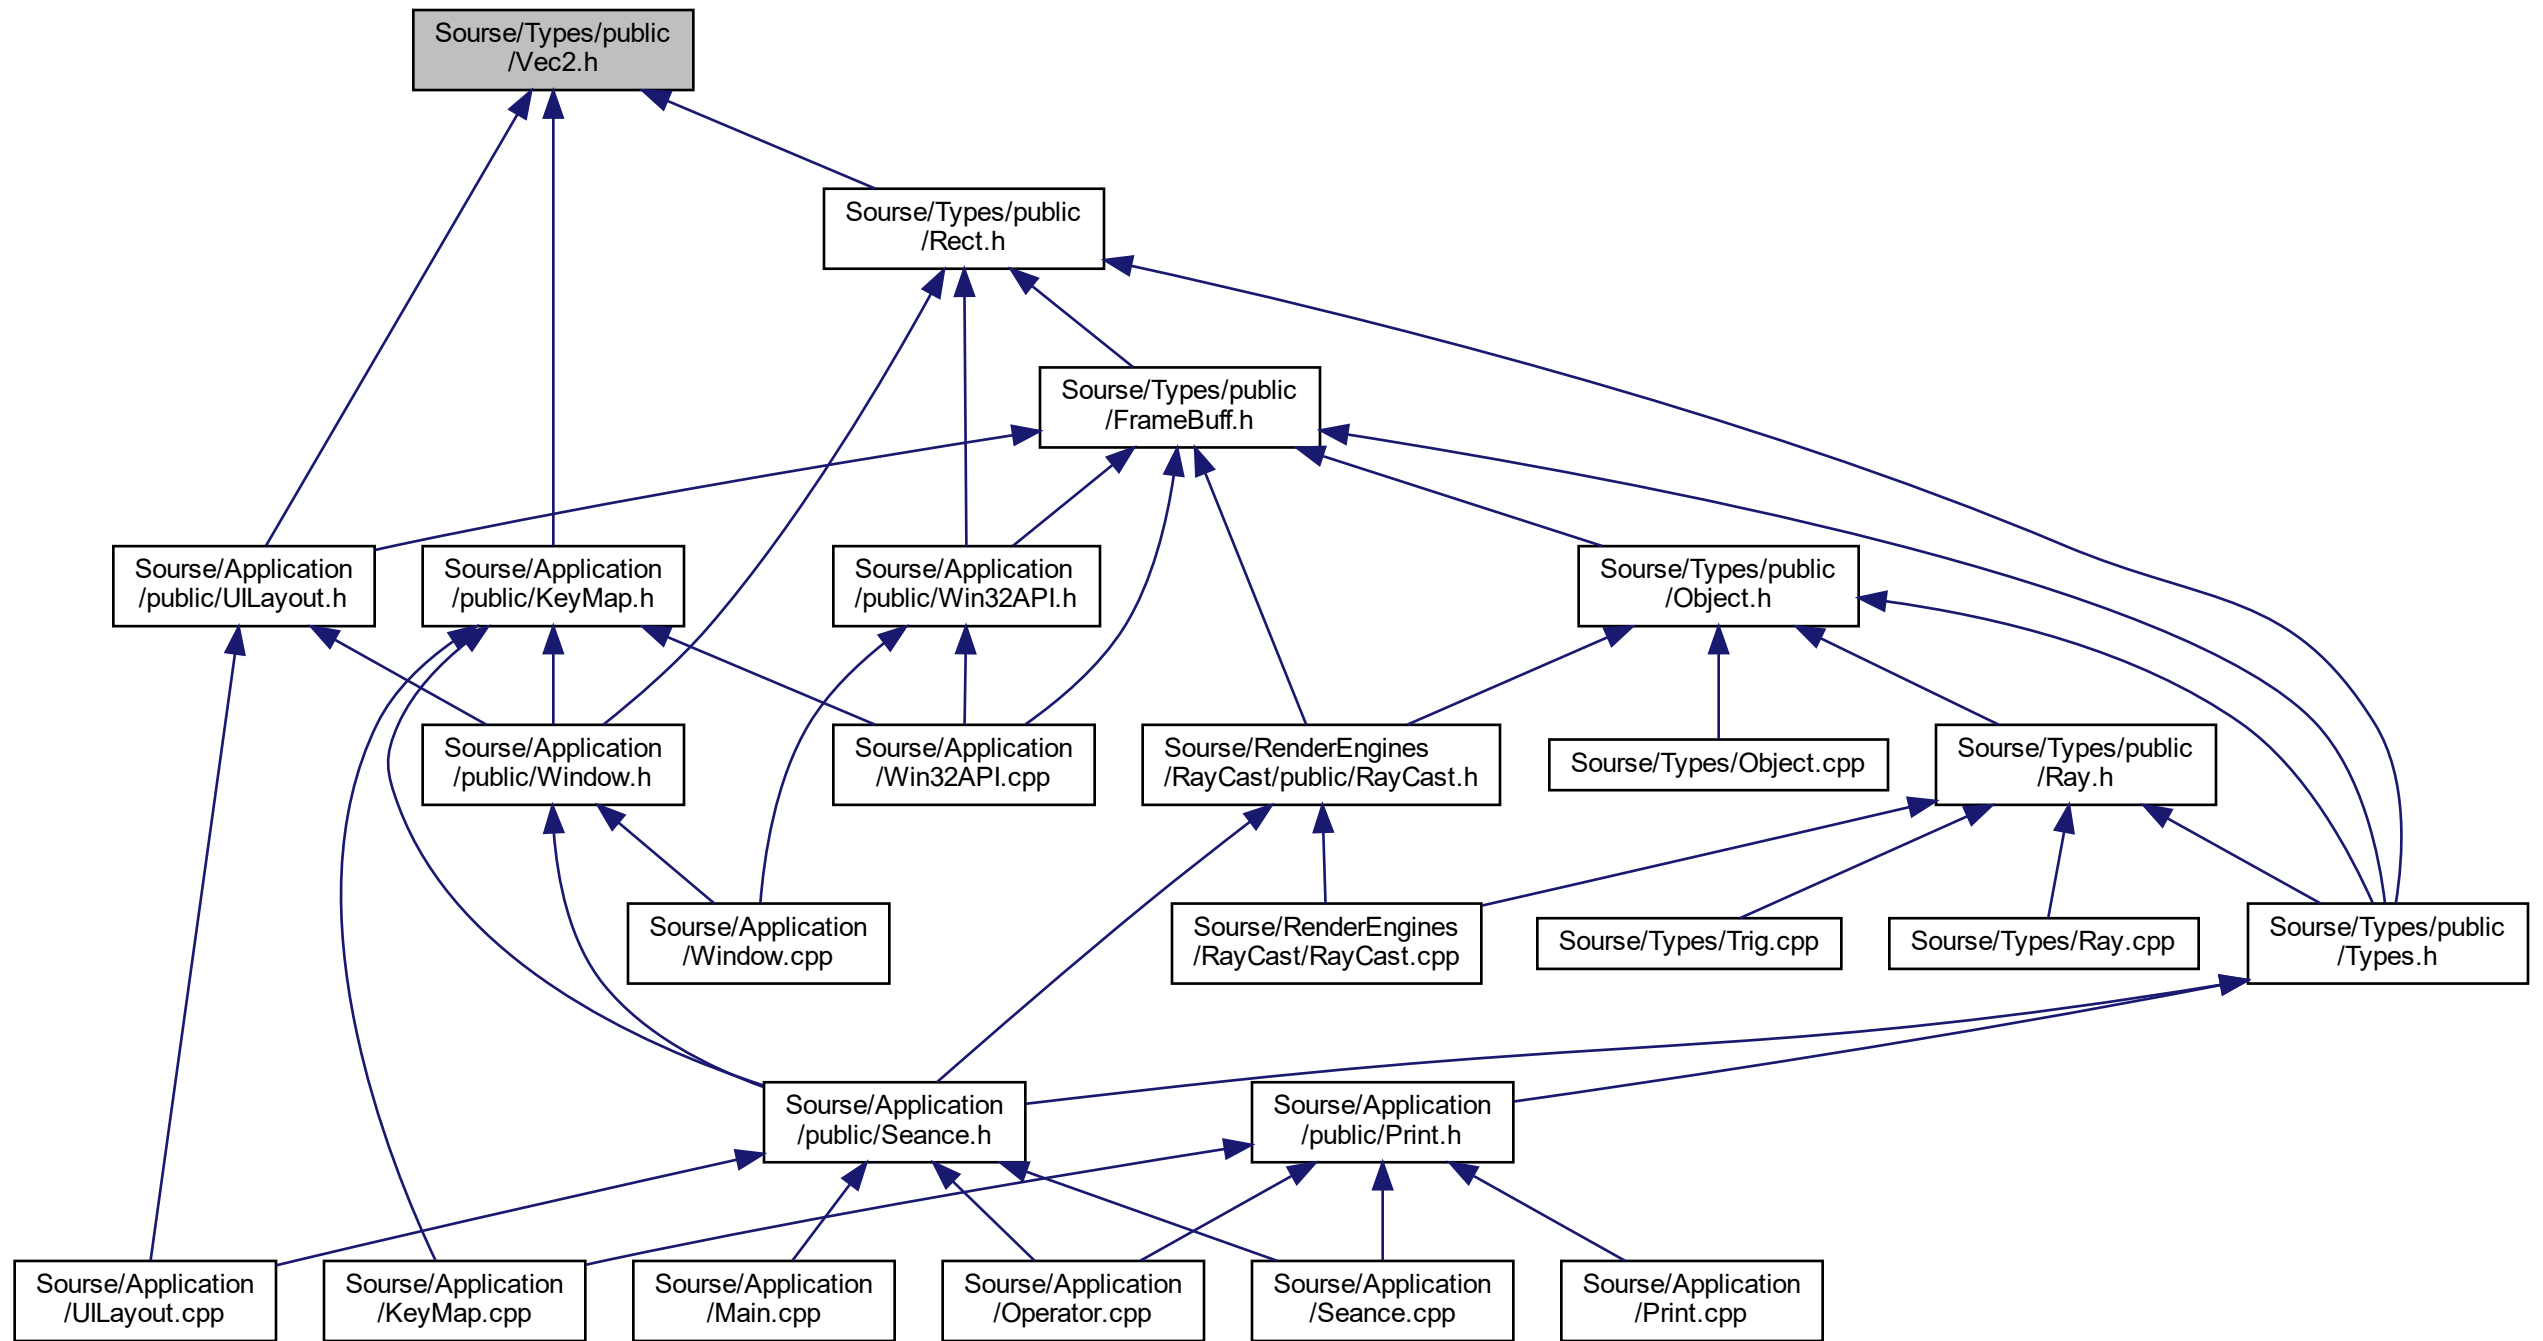 Sourse/Types/public
/Vec2.h
Sourse/Types/public
/Rect.h
Sourse/Types/public
/FrameBuff.h
Sourse/Application
/public/UILayout.h
Sourse/Application
/public/KeyMap.h
Sourse/Application
/public/Win32API.h
Sourse/Types/public
/Object.h
Sourse/Application
/public/Window.h
Sourse/Application
/Win32API.cpp
Sourse/RenderEngines
/RayCast/public/RayCast.h
Sourse/Types/Object.cpp
Sourse/Types/public
/Ray.h
Sourse/Application
/Window.cpp
Sourse/RenderEngines
/RayCast/RayCast.cpp
Sourse/Types/Trig.cpp
Sourse/Types/Ray.cpp
Sourse/Types/public
/Types.h
Sourse/Application
/public/Seance.h
Sourse/Application
/public/Print.h
Sourse/Application
/UILayout.cpp
Sourse/Application
/KeyMap.cpp
Sourse/Application
/Main.cpp
Sourse/Application
/Operator.cpp
Sourse/Application
/Seance.cpp
Sourse/Application
/Print.cpp